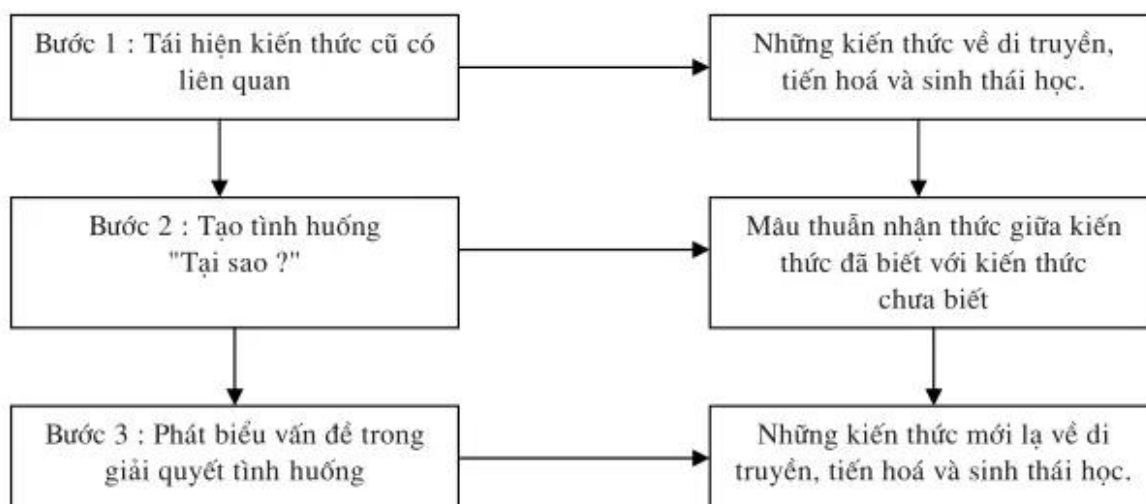 Bước 1 : Tái hiện kiến thức cũ có
liên quan
Những kiến thức về di truyền,
tiến hoá và sinh thái học.
Bước 2 : Tạo tình huống
"Tại sao ?"
Mâu thuẫn nhận thức giữa kiến
thức đã biết với kiến thức
chưa biết
Bước 3 : Phát biểu vấn đề trong
giải quyết tình huống
Những kiến thức mới lạ về di
truyền, tiến hoá và sinh thái học.